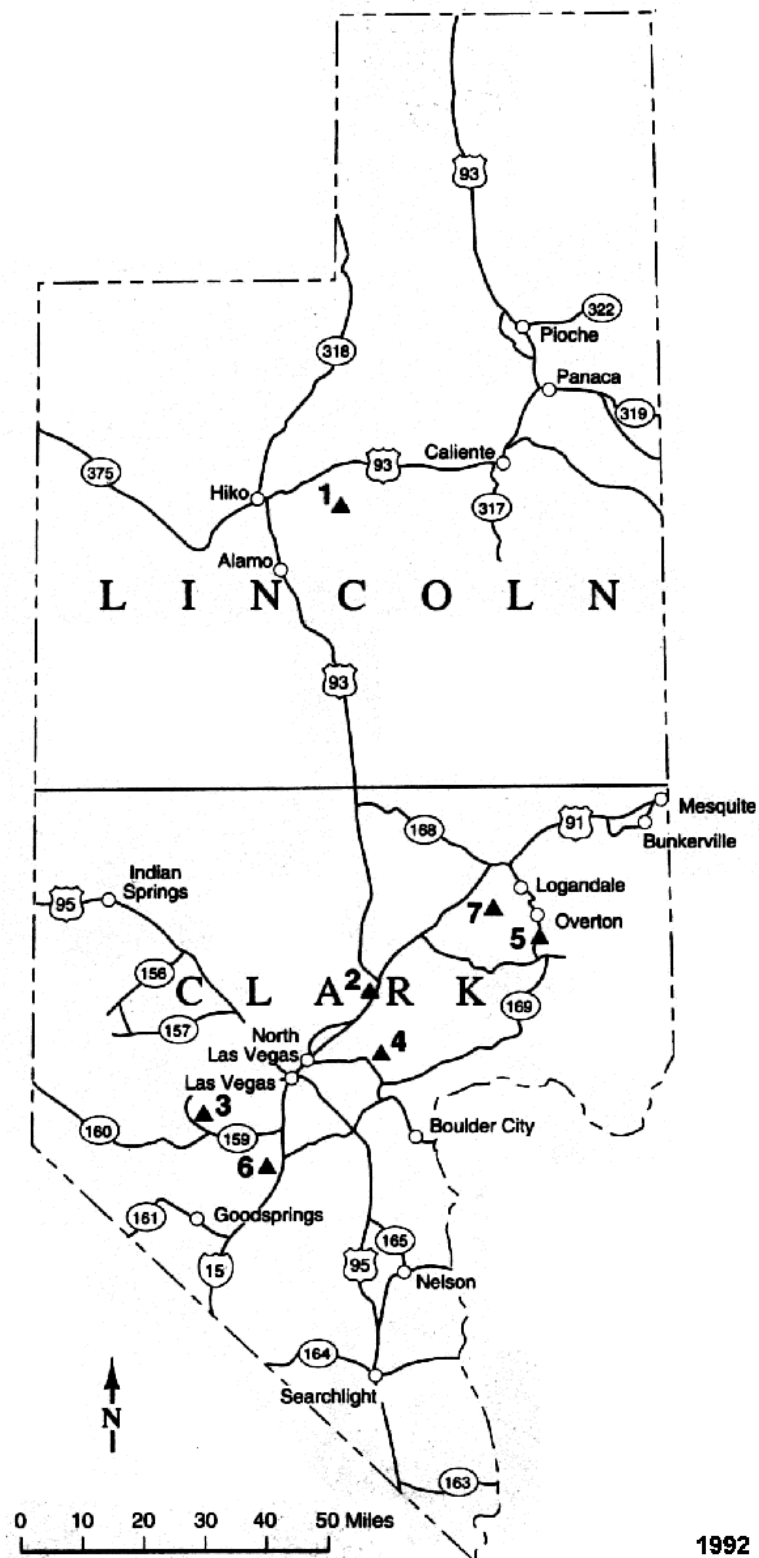 93
322
Pioche
318
Panaca
319
Caliente
93
375
Hiko
1
317
Alamo
LINCOLN
93
Mesquite
91
168
Bunkerville
Indian
Springs
Logandale
95
7
Overton
5
156
CLARK
2
169
157
North
Las Vegas
4
Las Vegas
3
160
159
Boulder City
6
161
Goodsprings
165
15
95
Nelson
164
N
Searchlight
163
0 10 20 30 40 50 Miles
1992